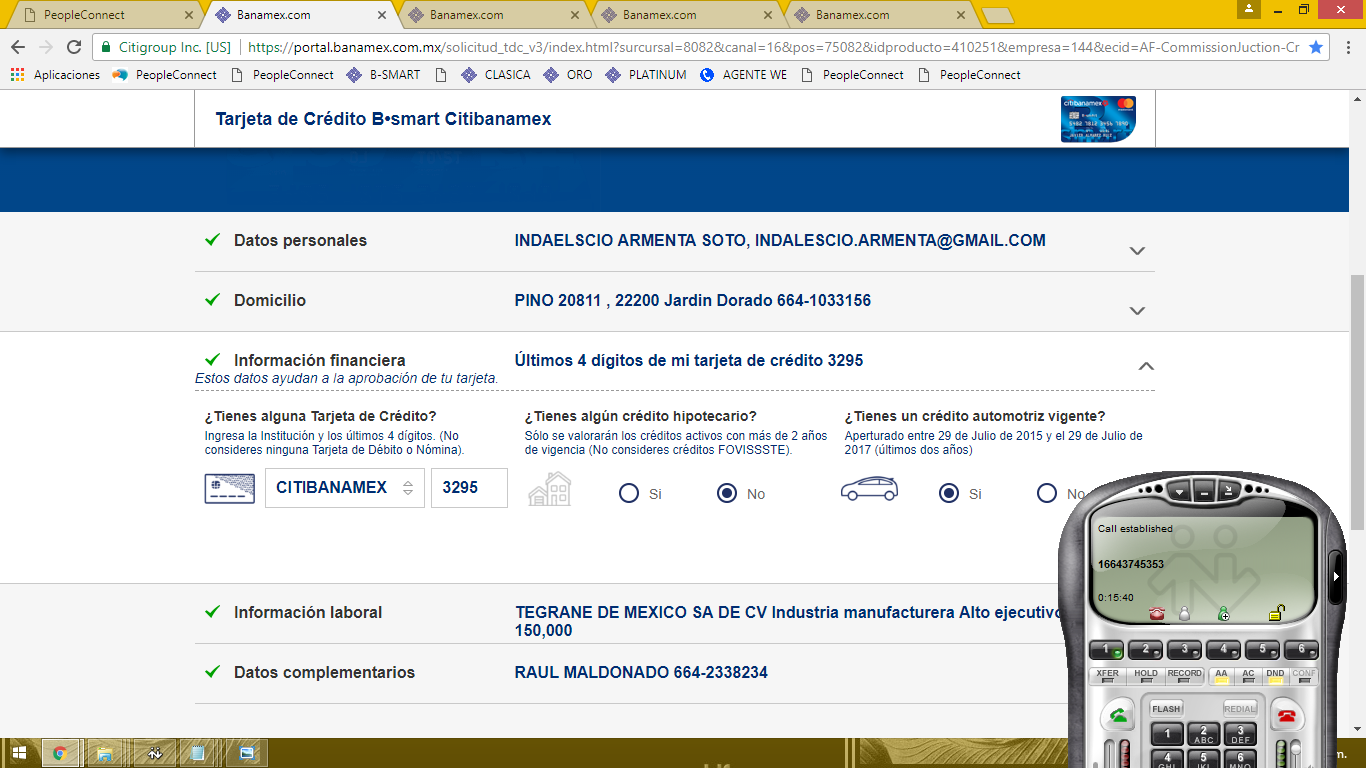 PeopleConnect
Banamex.com
Banamex.com
Banamex.com
Banamex.com
Citigroup Inc. [US]
https://portal.banamex.com.mx/solicitud_tdc_v3/index.html?surcursal=8082&canal=16&pos=75082&idproducto=410251&empresa=144&ecid=AF-CommissionJuction-Cr
Aplicaciones PeopleConnect PeopleConnect B-SMART CLASICA ORO PLATINUM AGENTE WE PeopleConnect PeopleConnect
Tarjeta de Crédito B•smart Citibanamex
citibanamex
Datos personales INDAELSCIO ARMENTA SOTO, INDALESCIO.ARMENTA@GMAIL.COM
Domicilio PINO 20811 , 22200 Jardin Dorado 664-1033156
Información financiera Últimos 4 dígitos de mi tarjeta de crédito 3295
Estos datos ayudan a la aprobación de tu tarjeta.
¿Tienes alguna Tarjeta de Crédito?
Ingresa la Institución y los últimos 4 dígitos. (No
consideres ninguna Tarjeta de Débito o Nómina).
CITIBANAMEX 3295
¿Tienes algún crédito hipotecario?
Sólo se valorarán los créditos activos con más de 2 años
de vigencia (No consideres créditos FOVISSSTE).
Si No
¿Tienes un crédito automotriz vigente?
Aperturado entre 29 de Julio de 2015 y el 29 de Julio de
2017 (últimos dos años)
Si No
Información laboral TEGRANE DE MEXICO SA DE CV Industria manufacturera Alto ejecutivo
150,000
Datos complementarios RAUL MALDONADO 664-2338234
Call established
16643745353
0:15:40
1 2 3 4 5 6
XFER HOLD RECORD AA AC DND CONF
FLASH REDIAL
1 2 ABC 3 DEF
4 GHI 5 JKL 6 MNO
m.